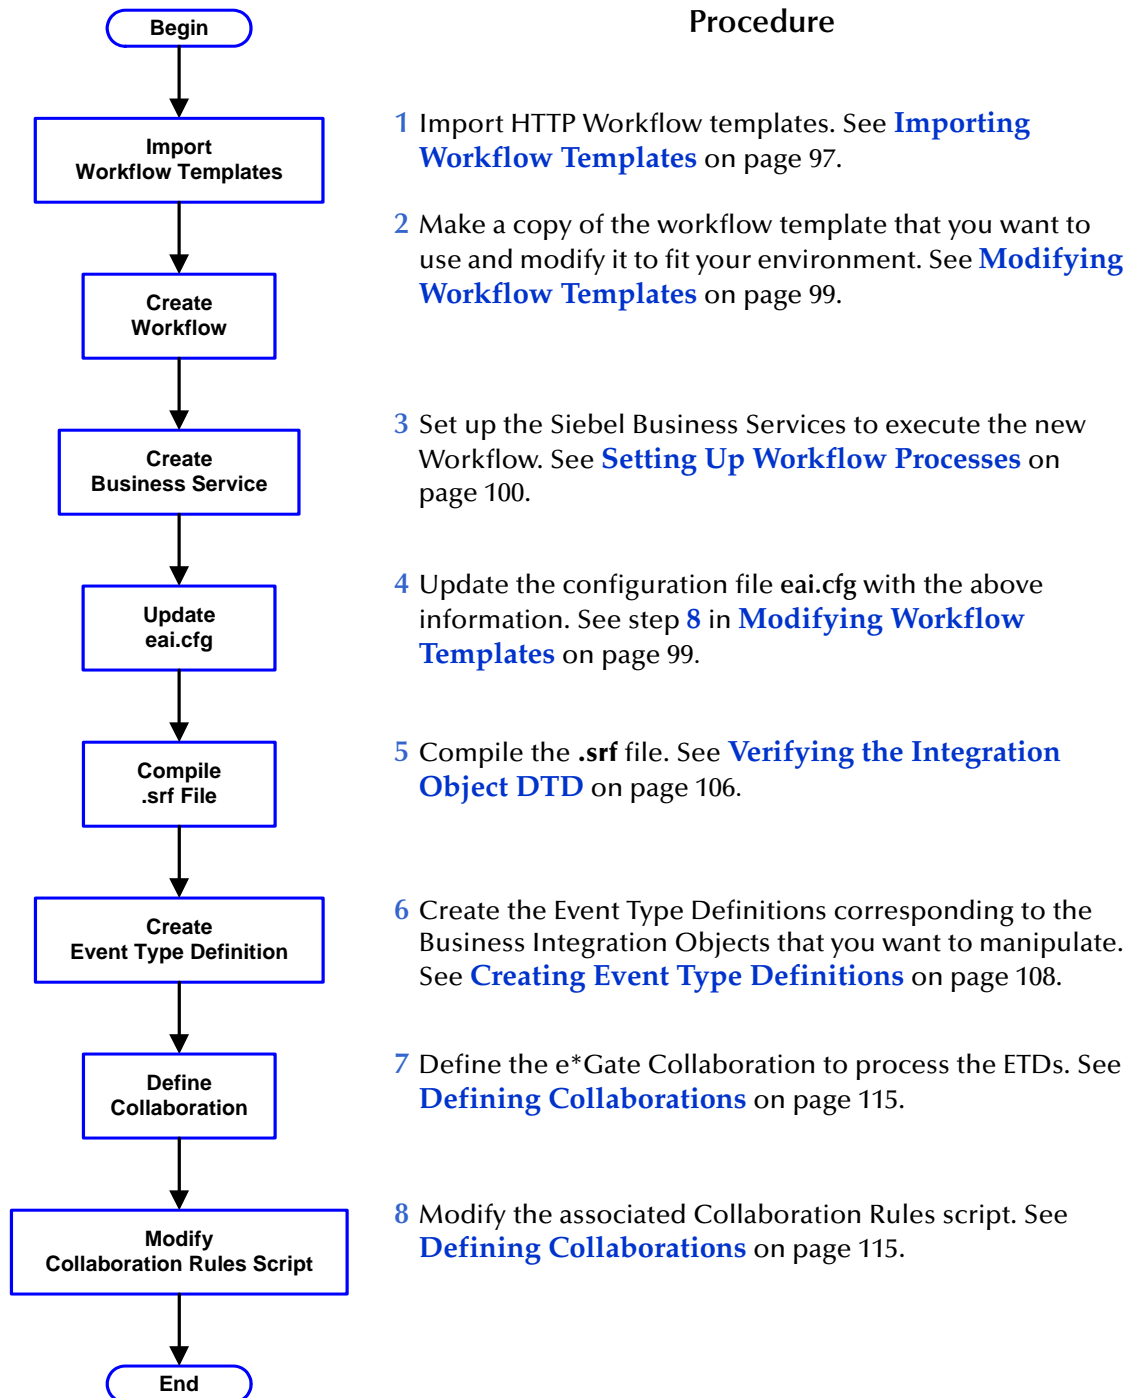 Begin
Procedure
Import
Workflow Templates
1 Import HTTP Workflow templates. See Importing
Workflow Templates on page 97.
Create
Workflow
2 Make a copy of the workflow template that you want to
use and modify it to fit your environment. See Modifying
Workflow Templates on page 99.
Create
Business Service
3 Set up the Siebel Business Services to execute the new
Workflow. See Setting Up Workflow Processes on
page 100.
Update
eai.cfg
4 Update the configuration file eai.cfg with the above
information. See step 8 in Modifying Workflow
Templates on page 99.
Compile
.srf File
5 Compile the .srf file. See Verifying the Integration
Object DTD on page 106.
Create
Event Type Definition
6 Create the Event Type Definitions corresponding to the
Business Integration Objects that you want to manipulate.
See Creating Event Type Definitions on page 108.
Define
Collaboration
7 Define the e*Gate Collaboration to process the ETDs. See
Defining Collaborations on page 115.
Modify
Collaboration Rules Script
8 Modify the associated Collaboration Rules script. See
Defining Collaborations on page 115.
End